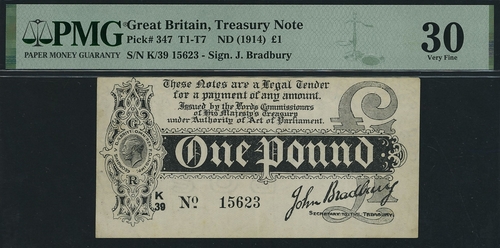 PMG
PAPER MONEY GUARANTY
Great Britain, Treasury Note
Pick# 347 T1-T7 ND (1914) £1
S/N K/39 15623 - Sign. J. Bradbury
30
Very Fine
These Notes are a Legal Tender
for a payment of any amount.
Issued by the Lords Commissioners
of His Majesty's Treasury
under Authority of Act of Parliament.
£
G
R
One Pound
K
39
No 15623
John Bradbury
SECRETARY TO THE TREASURY.
£1